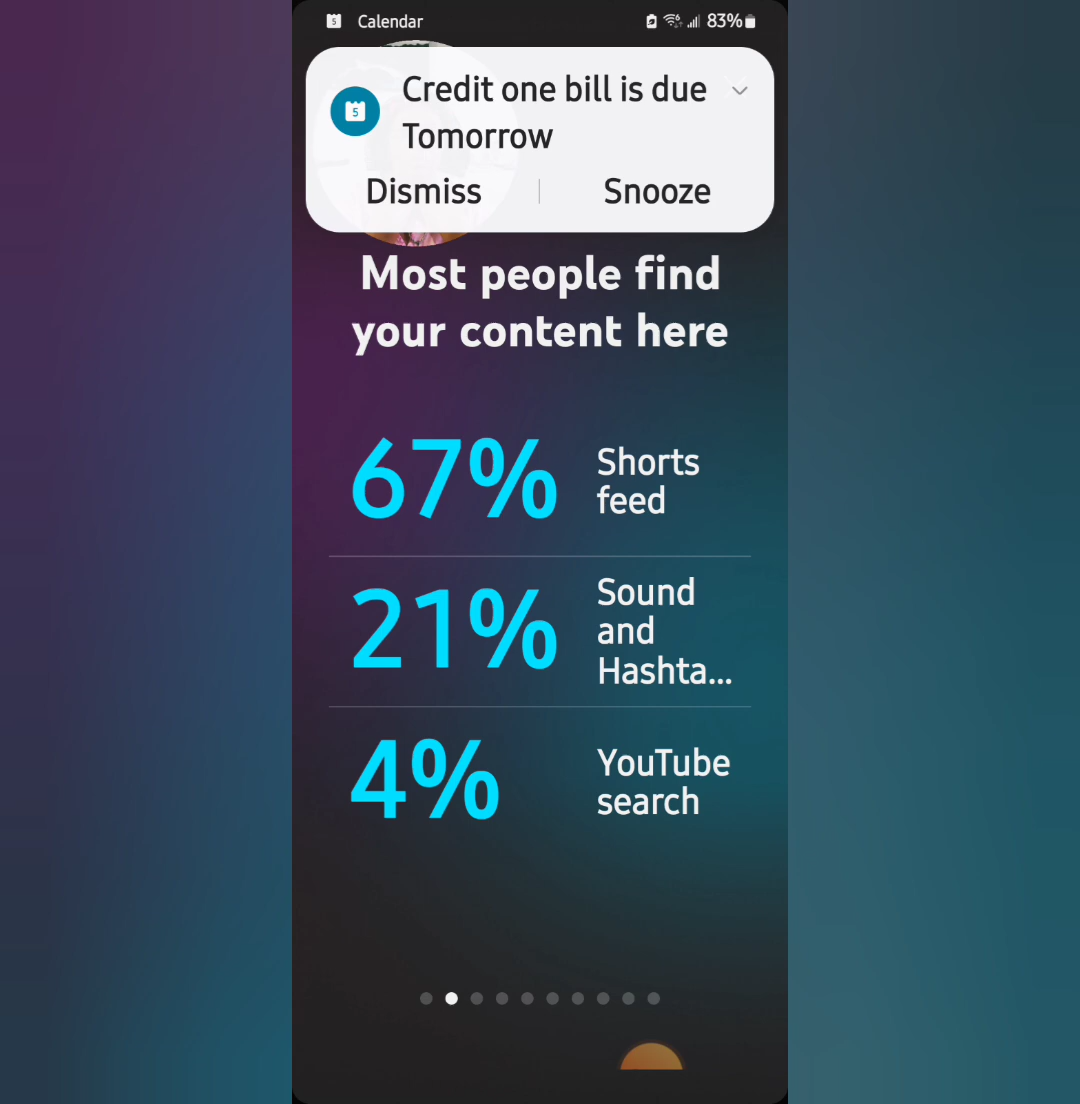 Calendar
83%
5
Credit one bill is due
Tomorrow
Dismiss
Snooze
Most people find
your content here
67%
Shorts
feed
21%
Sound
and
Hashta...
4%
YouTube
search